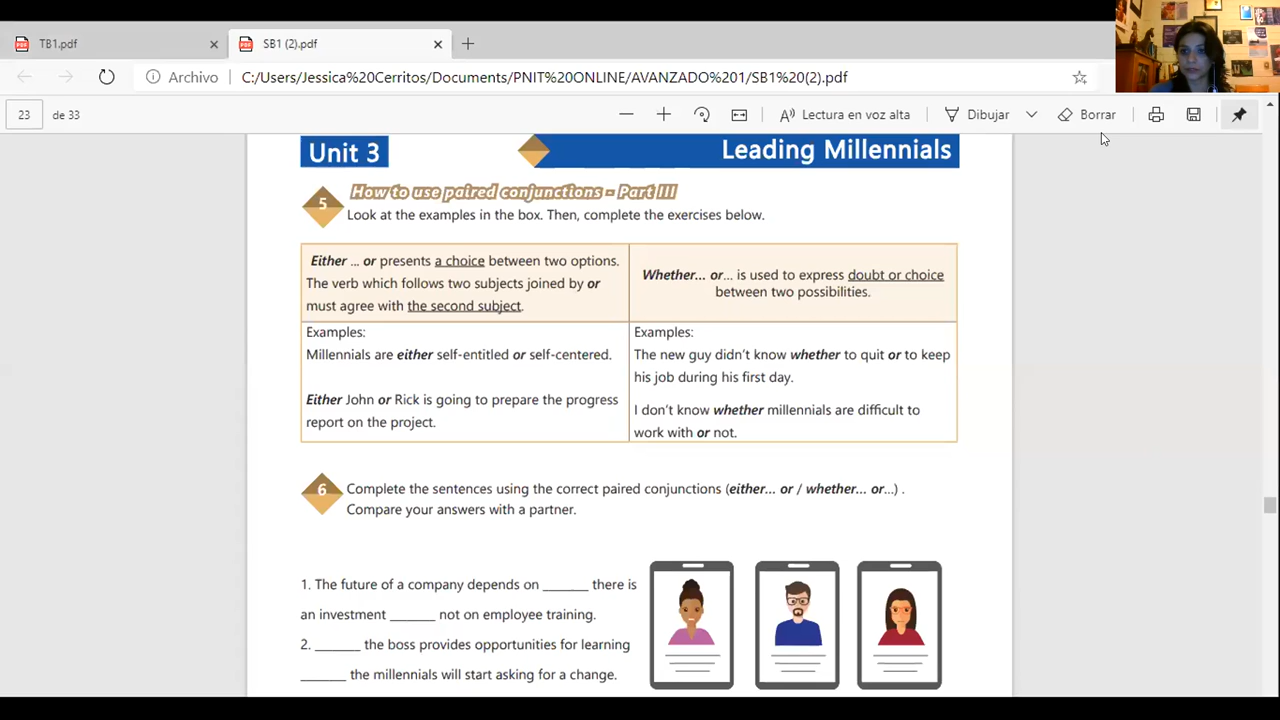 TB1.pdf
SB1 (2).pdf
Archivo C:/Users/Jessica%20Cerritos/Documents/PNIT%20ONLINE/AVANZADO%201/SB1%20(2).pdf
23 de 33
Lectura en voz alta
Dibujar
Borrar
Unit 3
Leading Millennials
5 How to use paired conjunctions - Part III
Look at the examples in the box. Then, complete the exercises below.
Either ... or presents a choice between two options.
The verb which follows two subjects joined by or
must agree with the second subject.
Whether... or... is used to express doubt or choice
between two possibilities.
Examples:
Millennials are either self-entitled or self-centered.
Either John or Rick is going to prepare the progress
report on the project.
Examples:
The new guy didn't know whether to quit or to keep
his job during his first day.
I don't know whether millennials are difficult to
work with or not.
6 Complete the sentences using the correct paired conjunctions (either... or / whether... or...) .
Compare your answers with a partner.
1. The future of a company depends on _______ there is
an investment _______ not on employee training.
2. _______ the boss provides opportunities for learning
_______ the millennials will start asking for a change.